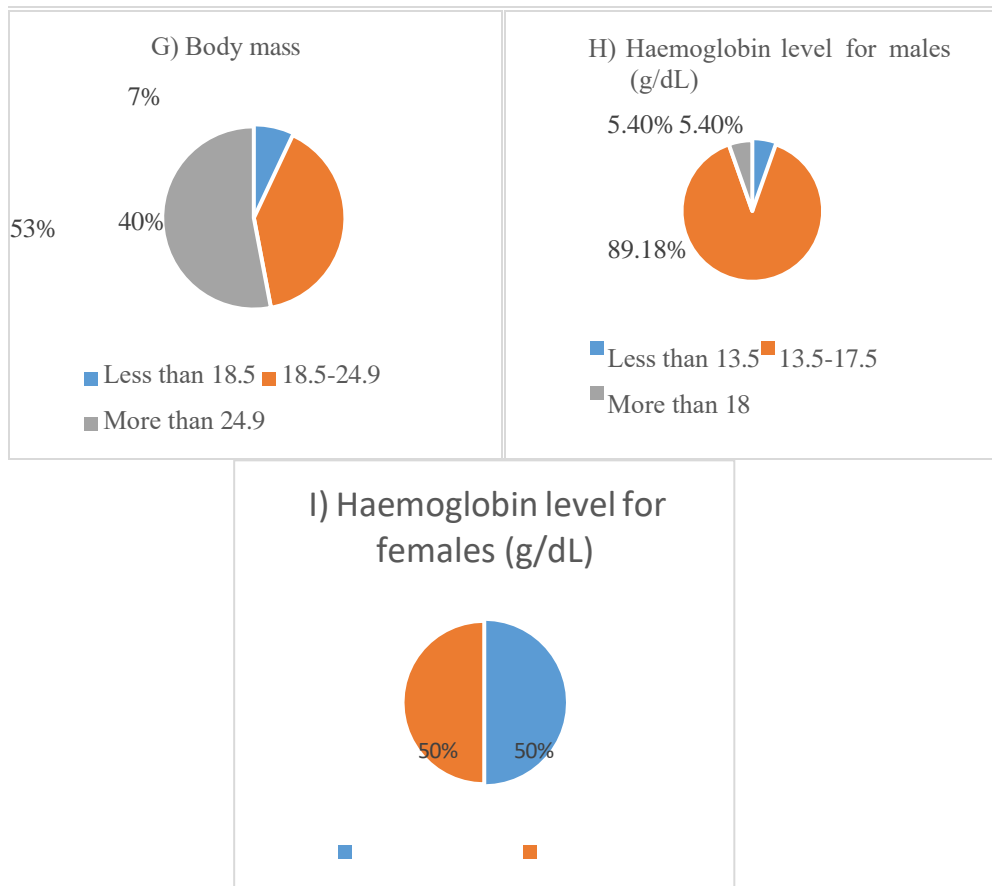 G) Body mass
7%
53%
40%
Less than 18.5 18.5-24.9
More than 24.9
H) Haemoglobin level for males
(g/dL)
5.40% 5.40%
89.18%
Less than 13.5 13.5-17.5
More than 18
I) Haemoglobin level for
females (g/dL)
50% 50%